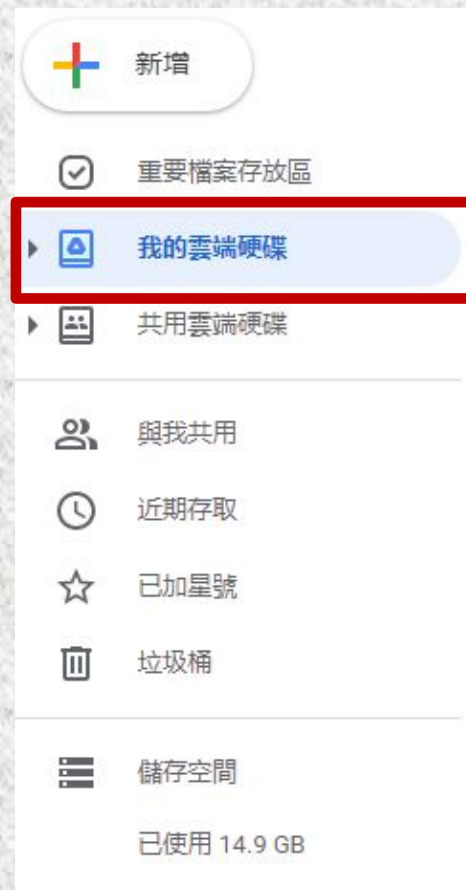 新增
重要檔案存放區
我的雲端硬碟
共用雲端硬碟
與我共用
近期存取
已加星號
垃圾桶
儲存空間
已使用 14.9 GB